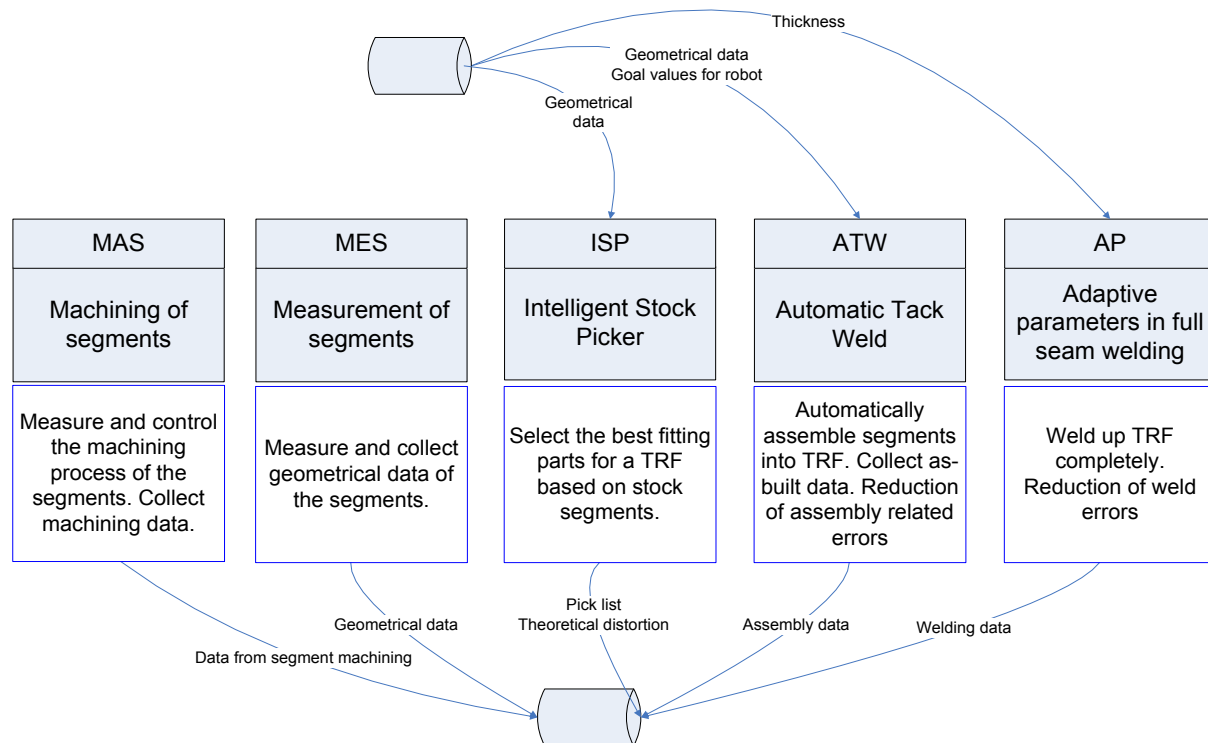 Thickness
Geometrical data
Goal values for robot
Geometrical
data
MAS
Machining of
segments
Measure and control
the machining
process of the
segments. Collect
machining data.
MES
Measurement of
segments
Measure and collect
geometrical data of
the segments.
ISP
Intelligent Stock
Picker
Select the best fitting
parts for a TRF
based on stock
segments.
ATW
Automatic Tack
Weld
Automatically
assemble segments
into TRF. Collect as-
built data. Reduction
of assembly related
errors
AP
Adaptive
parameters in full
seam welding
Weld up TRF
completely.
Reduction of weld
errors
Data from segment machining
Geometrical data
Pick list
Theoretical distortion
Assembly data
Welding data